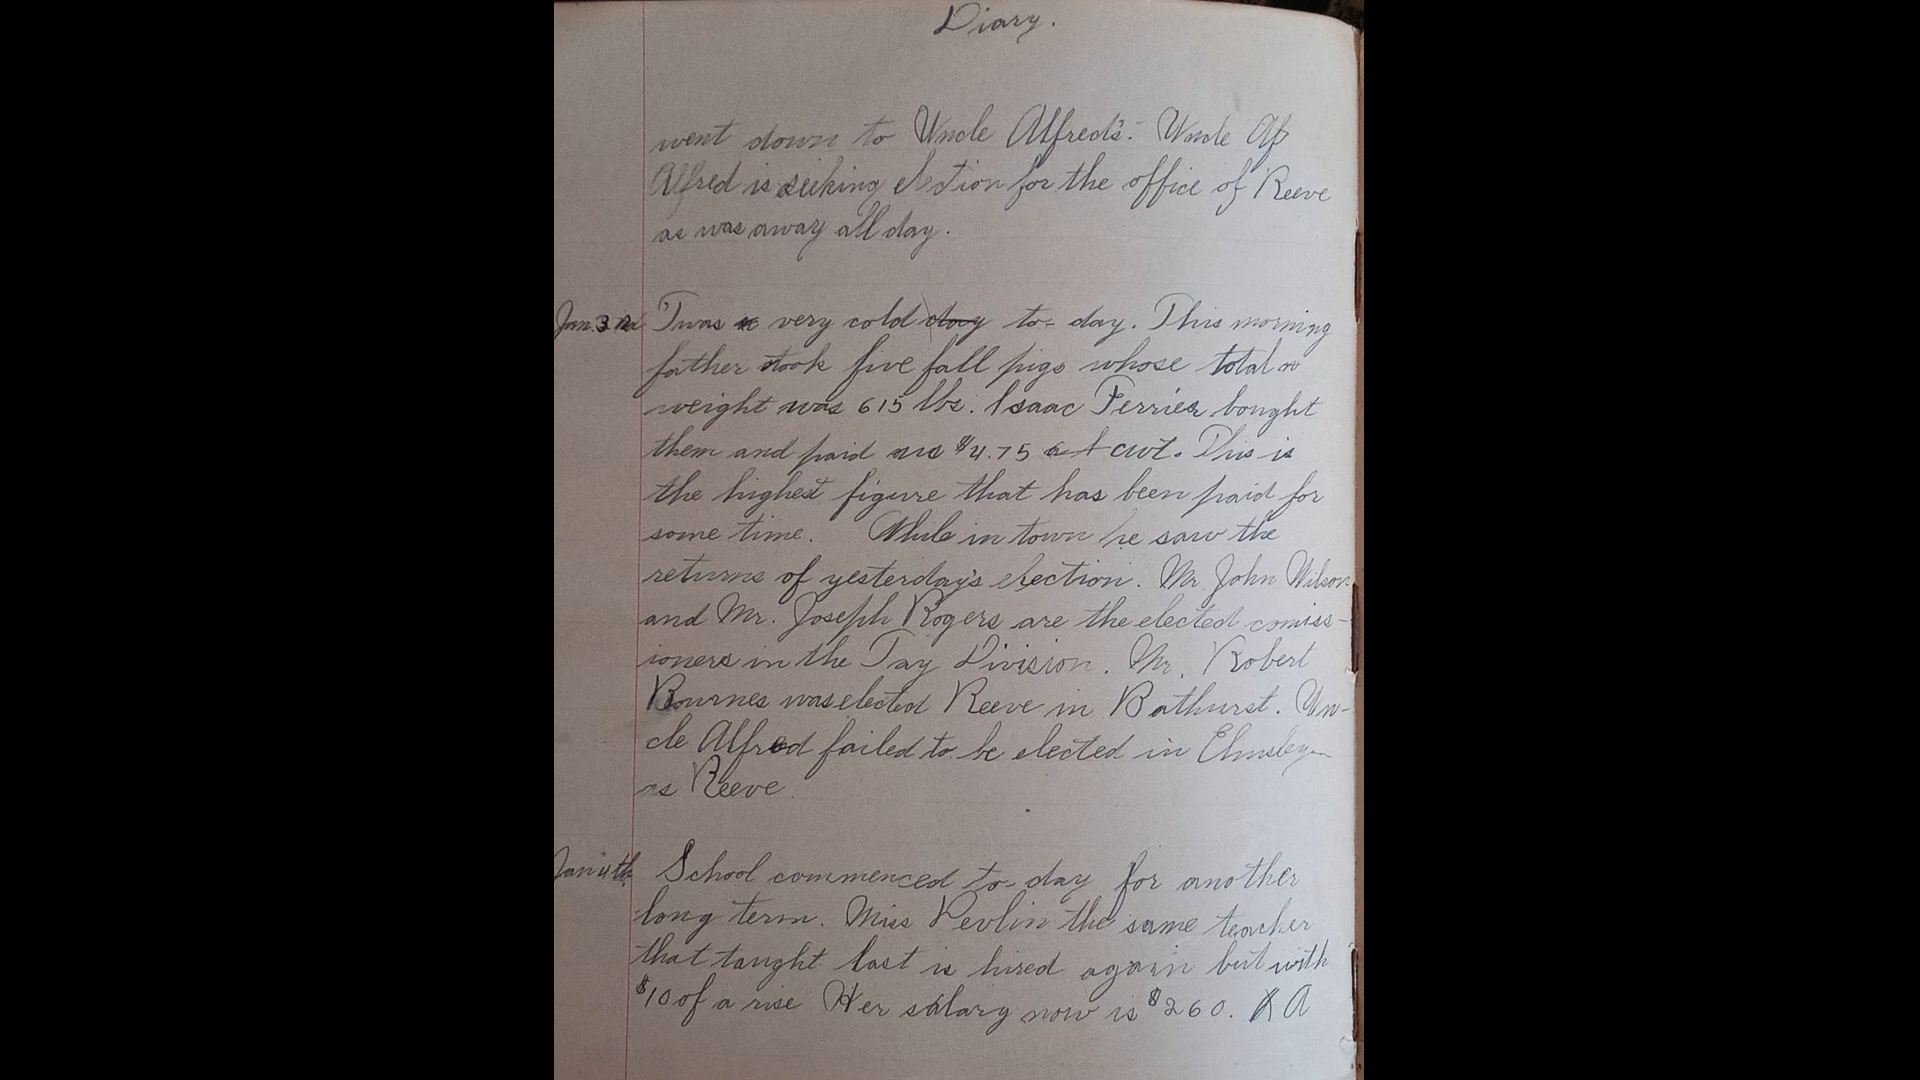 Diary.
went down to Uncle Alfred's. Uncle Af
Alfred is seeking election for the office of Reeve
as was away all day.
Jan. 3rd Twas a very cold day to-day. This morning
father took five fall pigs whose total w
weight was 615 lbs. Isaac Ferrier bought
them and paid us $4.75 a cwt. This is
the highest figure that has been paid for
some time. While in town he saw the
returns of yesterday's election. Mr. John Wilson
and Mr. Joseph Rogers are the elected comiss-
ioners in the Tay Division. Mr. Robert
Bournes was elected Reeve in Bathurst. Un-
cle Alfred failed to be elected in Elmsley
as Reeve
Jan 4th. School commenced to-day for another
long term. Miss the same teacher
that taught last is hired again but with
$10 of a rise Her salary now is $260. A